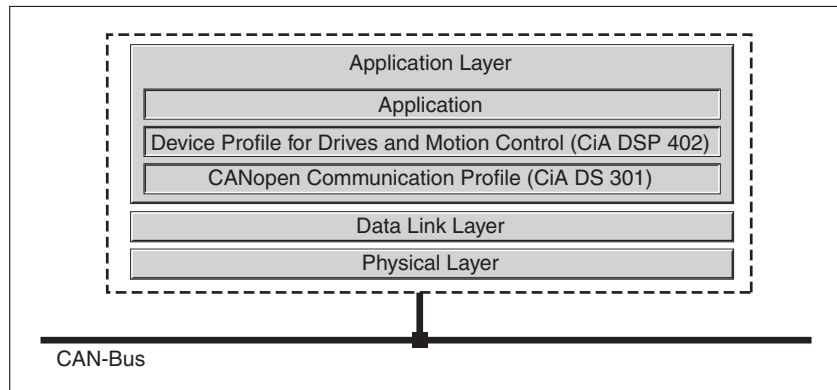 Application Layer
Application
Device Profile for Drives and Motion Control (CiA DSP 402)
CANopen Communication Profile (CiA DS 301)
Data Link Layer
Physical Layer
CAN-Bus